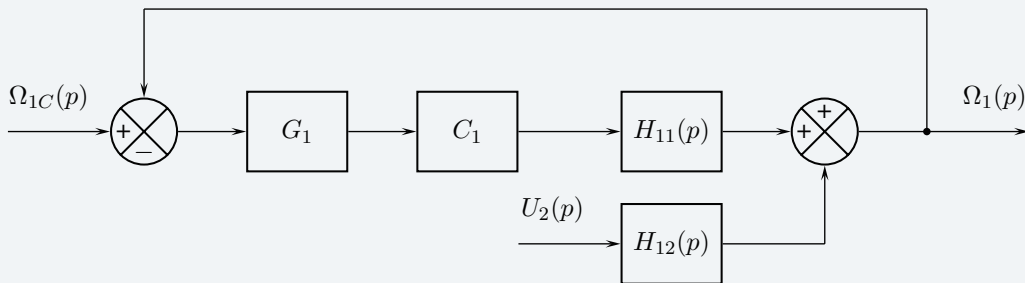 Ω₁C(p)
+
−
G₁
C₁
H₁₁(p)
+
+
Ω₁(p)
U₂(p)
H₁₂(p)